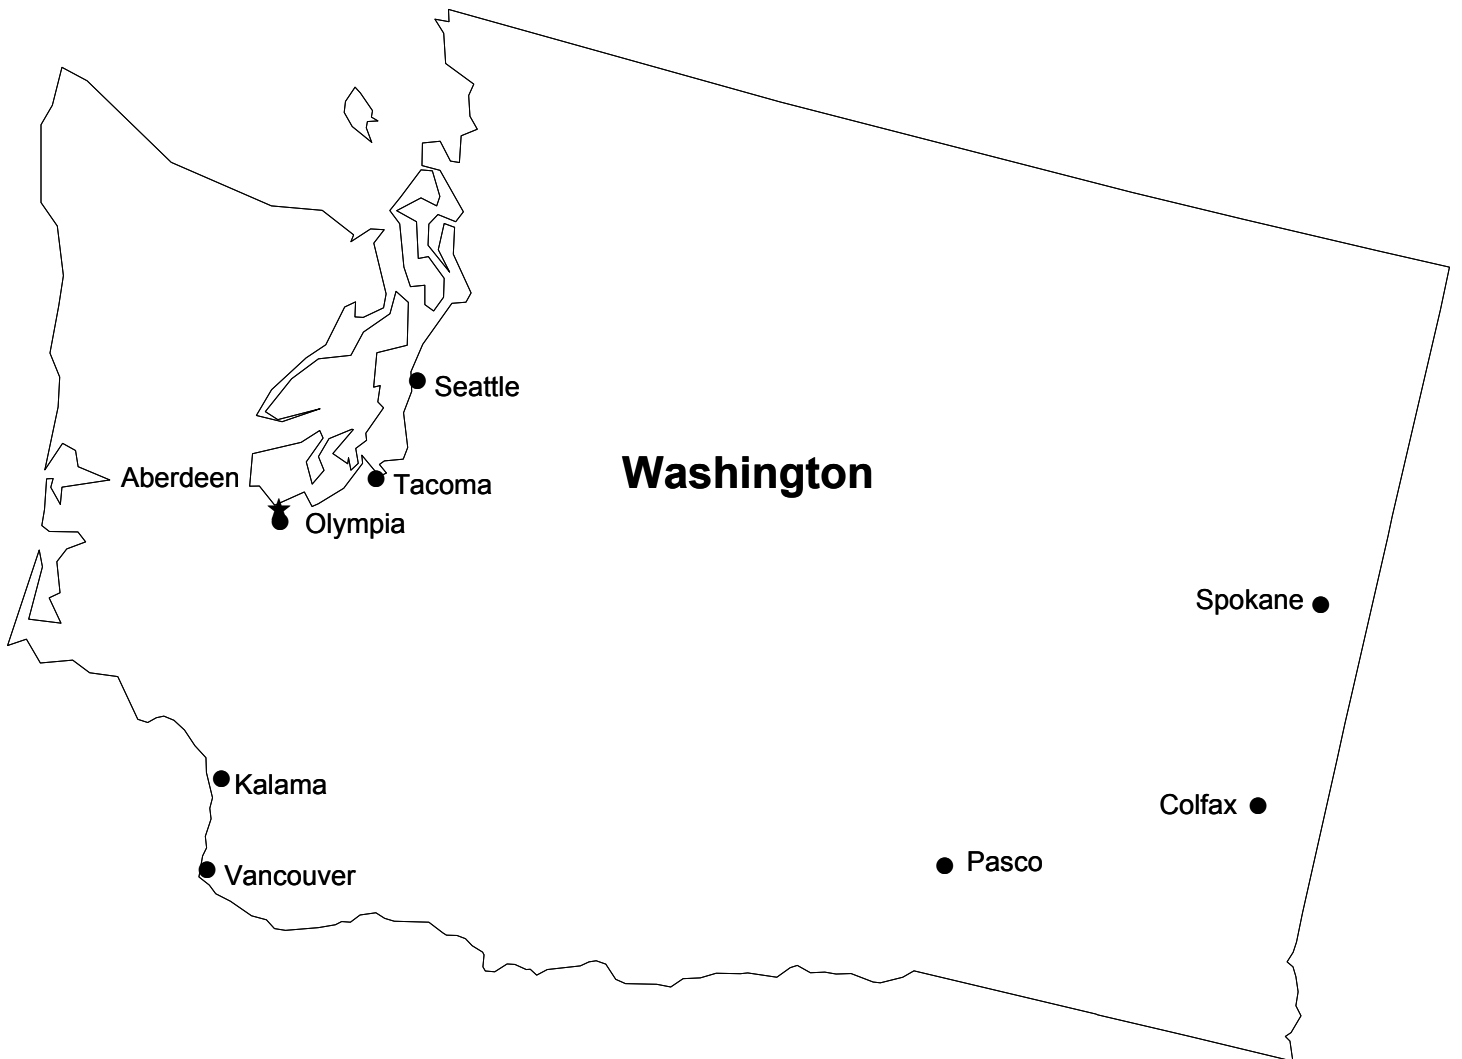 Seattle
Washington
Aberdeen
Tacoma
Olympia
Spokane
Kalama
Colfax
Pasco
Vancouver